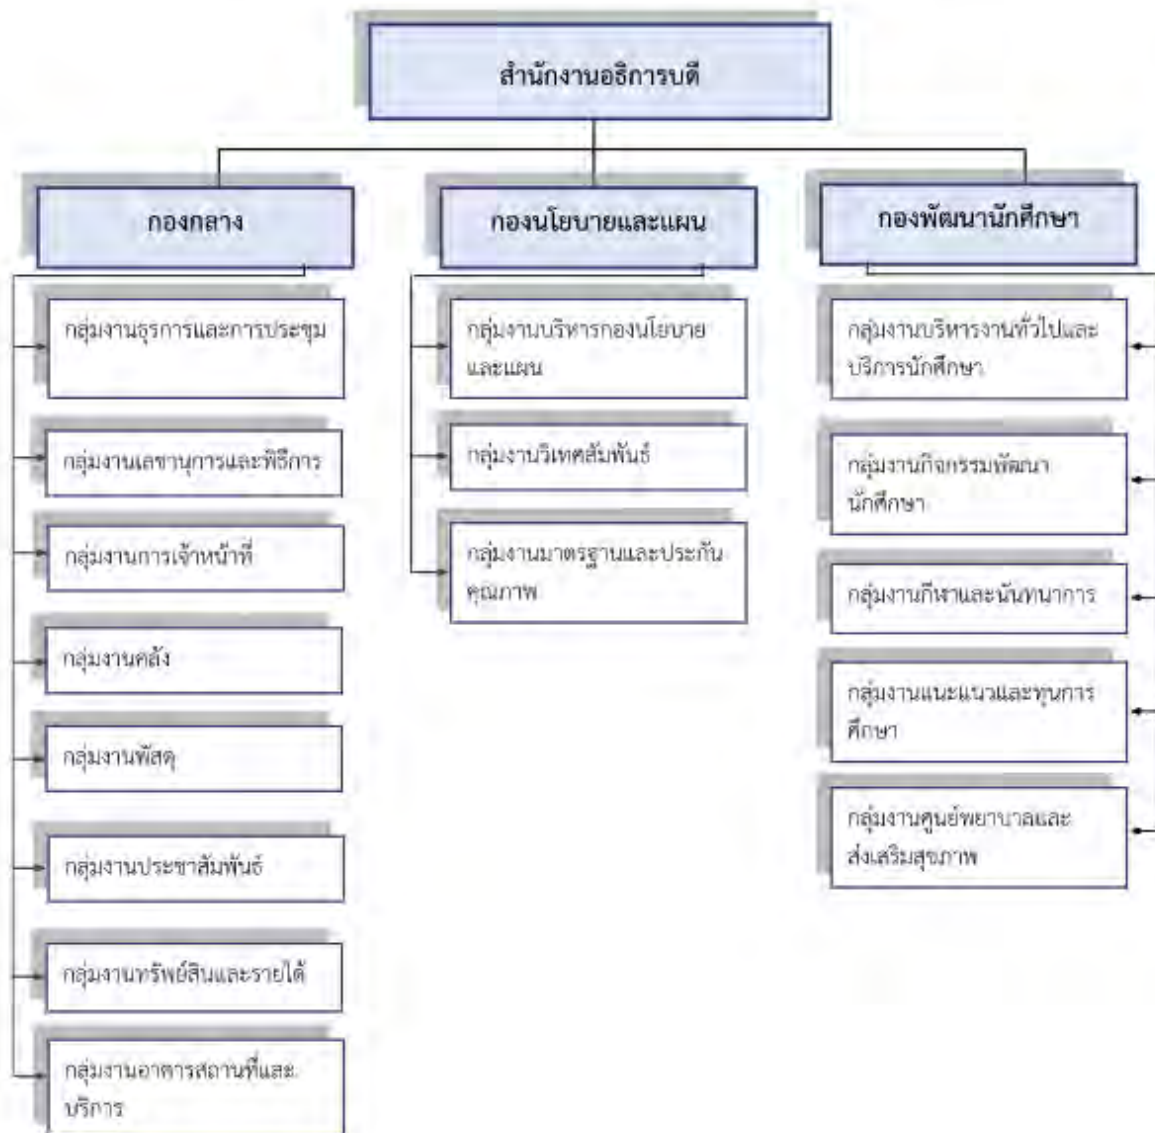 สำนักงานอธิการบดี
กองกลาง
กลุ่มงานธุรการและการประชุม
กลุ่มงานเลขานุการและพิธีการ
กลุ่มงานการเจ้าหน้าที่
กลุ่มงานคลัง
กลุ่มงานพัสดุ
กลุ่มงานประชาสัมพันธ์
กลุ่มงานทรัพย์สินและรายได้
กลุ่มงานอาคารสถานที่และ
บริการ
กองนโยบายและแผน
กลุ่มงานบริหารกองนโยบาย
และแผน
กลุ่มงานวิเทศสัมพันธ์
กลุ่มงานมาตรฐานและประกัน
คุณภาพ
กองพัฒนานักศึกษา
กลุ่มงานบริหารงานทั่วไปและ
บริการนักศึกษา
กลุ่มงานกิจกรรมพัฒนา
นักศึกษา
กลุ่มงานกีฬาและนันทนาการ
กลุ่มงานแนะแนวและทุนการ
ศึกษา
กลุ่มงานศูนย์พยาบาลและ
ส่งเสริมสุขภาพ